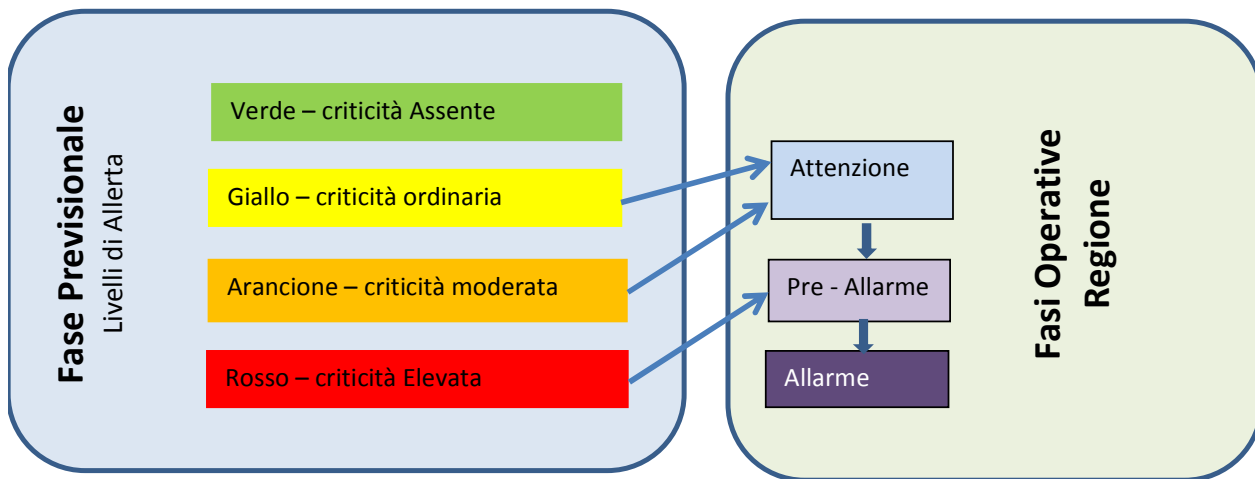 Fase Previsionale
Livelli di Allerta
Verde – criticità Assente
Giallo – criticità ordinaria
Arancione – criticità moderata
Rosso – criticità Elevata
Attenzione
Pre - Allarme
Allarme
Fasi Operative
Regione